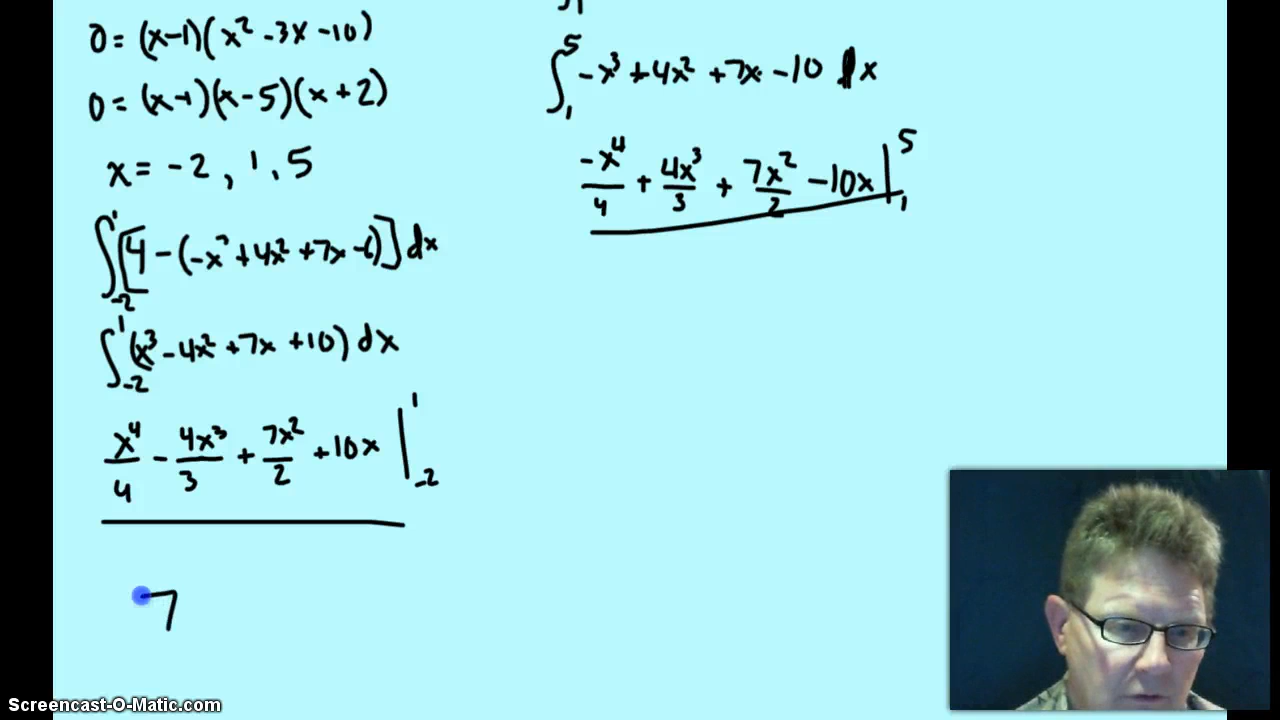 0 = (x-1)(x² -3x -10)
0 = (x-1)(x-5)(x+2)
x = -2, 1, 5
∫₋₂¹ [4 - (-x³ +4x² +7x -6)] dx
∫₋₂¹ (x³ - 4x² + 7x + 10) dx
x⁴/4 - 4x³/3 + 7x²/2 + 10x |₋₂¹
7
∫₁⁵ -x³ + 4x² + 7x - 10 dx
-x⁴/4 + 4x³/3 + 7x²/2 - 10x |₁⁵
Screencast-O-Matic.com